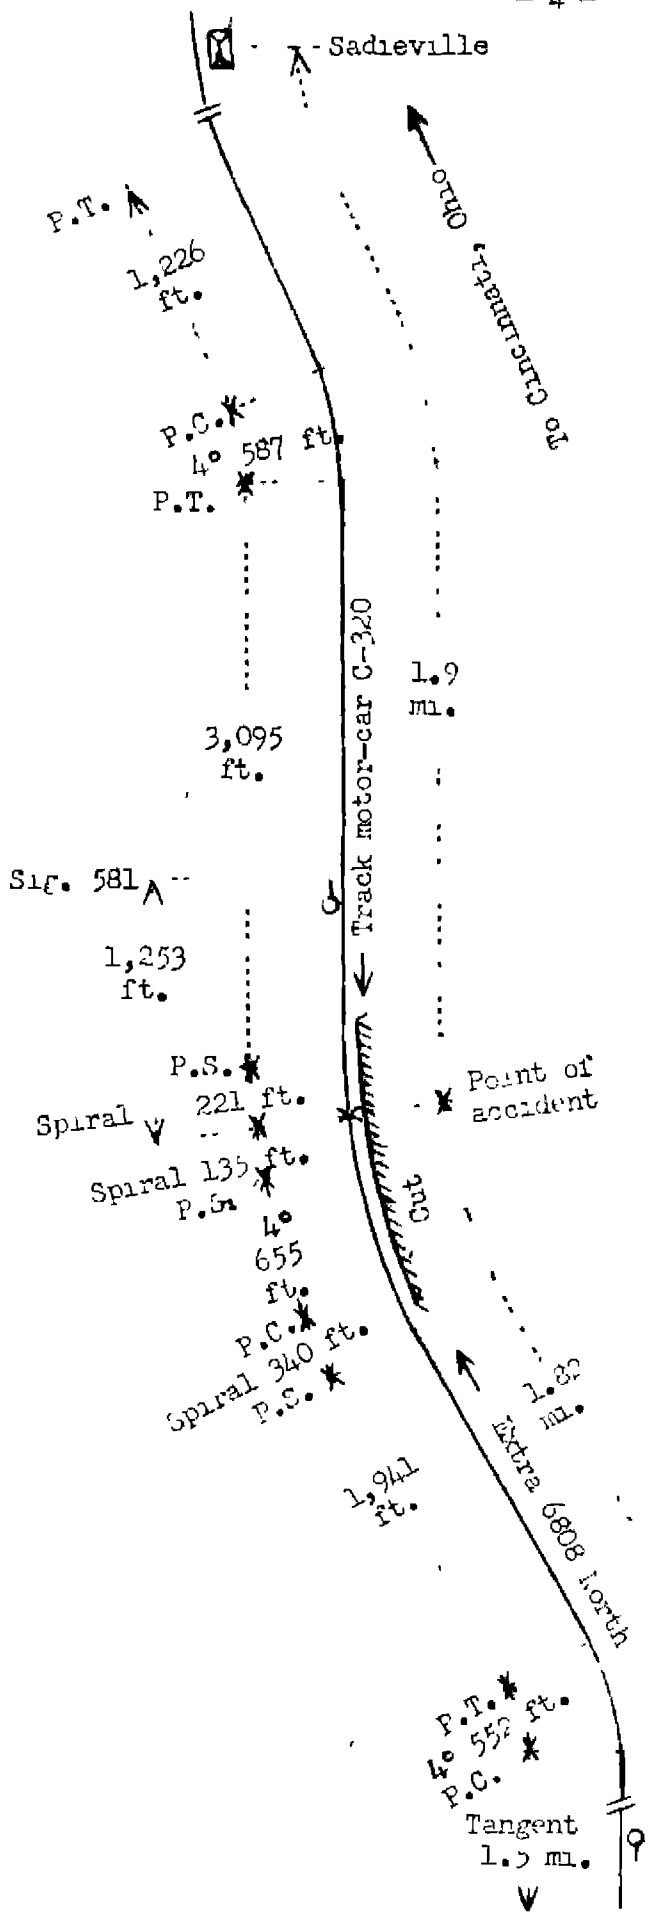 - 4 -
Sadieville
To Cincinnati, Ohio
P.T.
1,226
ft.
P.C.
4° 587 ft.
P.T.
Track motor-car C-320
1.9
mi.
3,095
ft.
Sig. 581
1,253
ft.
P.S.
221 ft.
Spiral
Point of
accident
Spiral 135 ft.
P.S.
Cut
4°
655
ft.
P.C.
Spiral 340 ft.
P.S.
1.82
mi.
Extra 6808 North
1,941
ft.
P.T.
4° 552 ft.
P.C.
Tangent
mi.